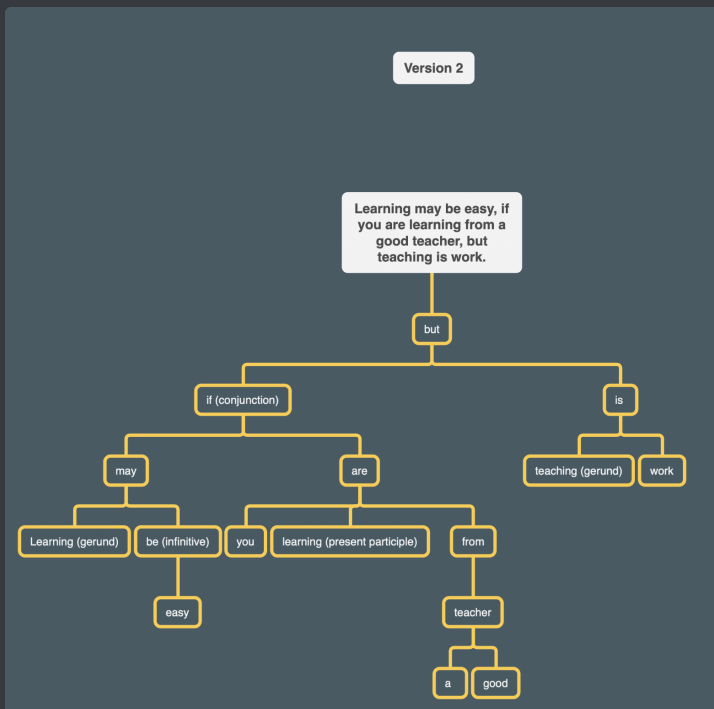 Version 2
Learning may be easy, if
you are learning from a
good teacher, but
teaching is work.
but
if (conjunction)
is
may
are
teaching (gerund)
work
Learning (gerund)
be (infinitive)
you
learning (present participle)
from
easy
teacher
a
good